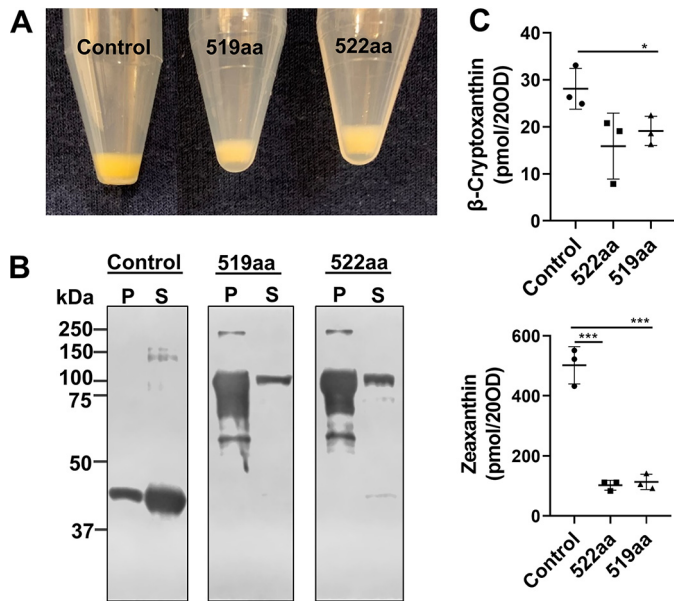 A
Control
519aa
522aa
B
Control
519aa
522aa
kDa
P
S
P
S
P
S
250
150
100
75
50
37
C
β-Cryptoxanthin
(pmol/20OD)
40
30
20
10
0
*
Control
522aa
519aa
Zeaxanthin
(pmol/20OD)
600
400
200
0
***
***
Control
522aa
519aa